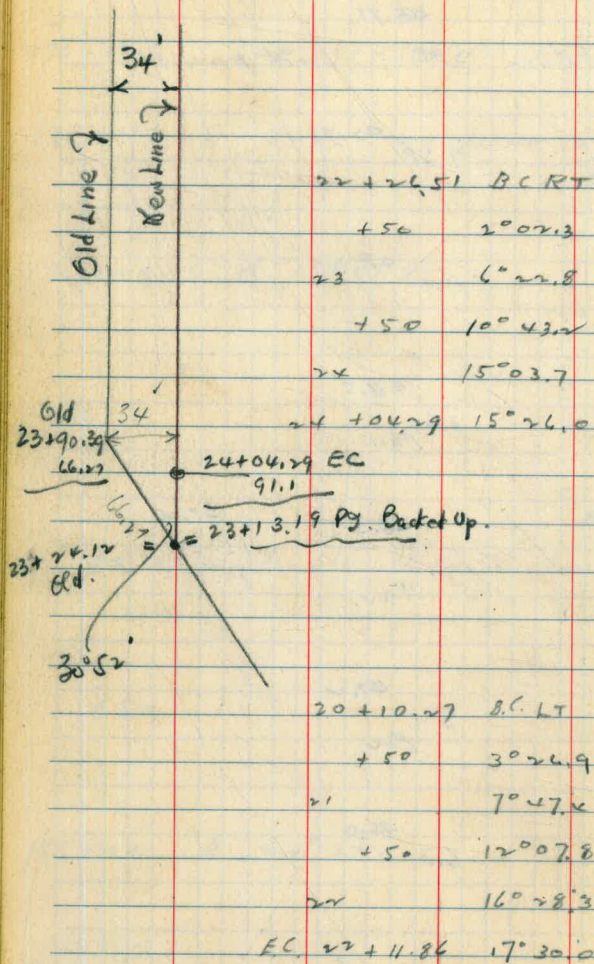 34'
Old Line
New Line
22 + 26.51 BC RT
+50 2° 02.3
23 6° 22.8
+50 10° 43.2
24 15° 03.7
24 +04.29 15° 26.0
Old
34'
23+90.39
66.27
24+04.29 EC
91.1
66.27
23+13.19 PI. Backed Up.
23+24.12
Old.
30° 52'
20 + 10.27 B.C. LT
+50 3° 26.9
21 7° 47.4
+50 12° 07.8
22 16° 28.3
EC. 22 + 11.86 17° 30.0